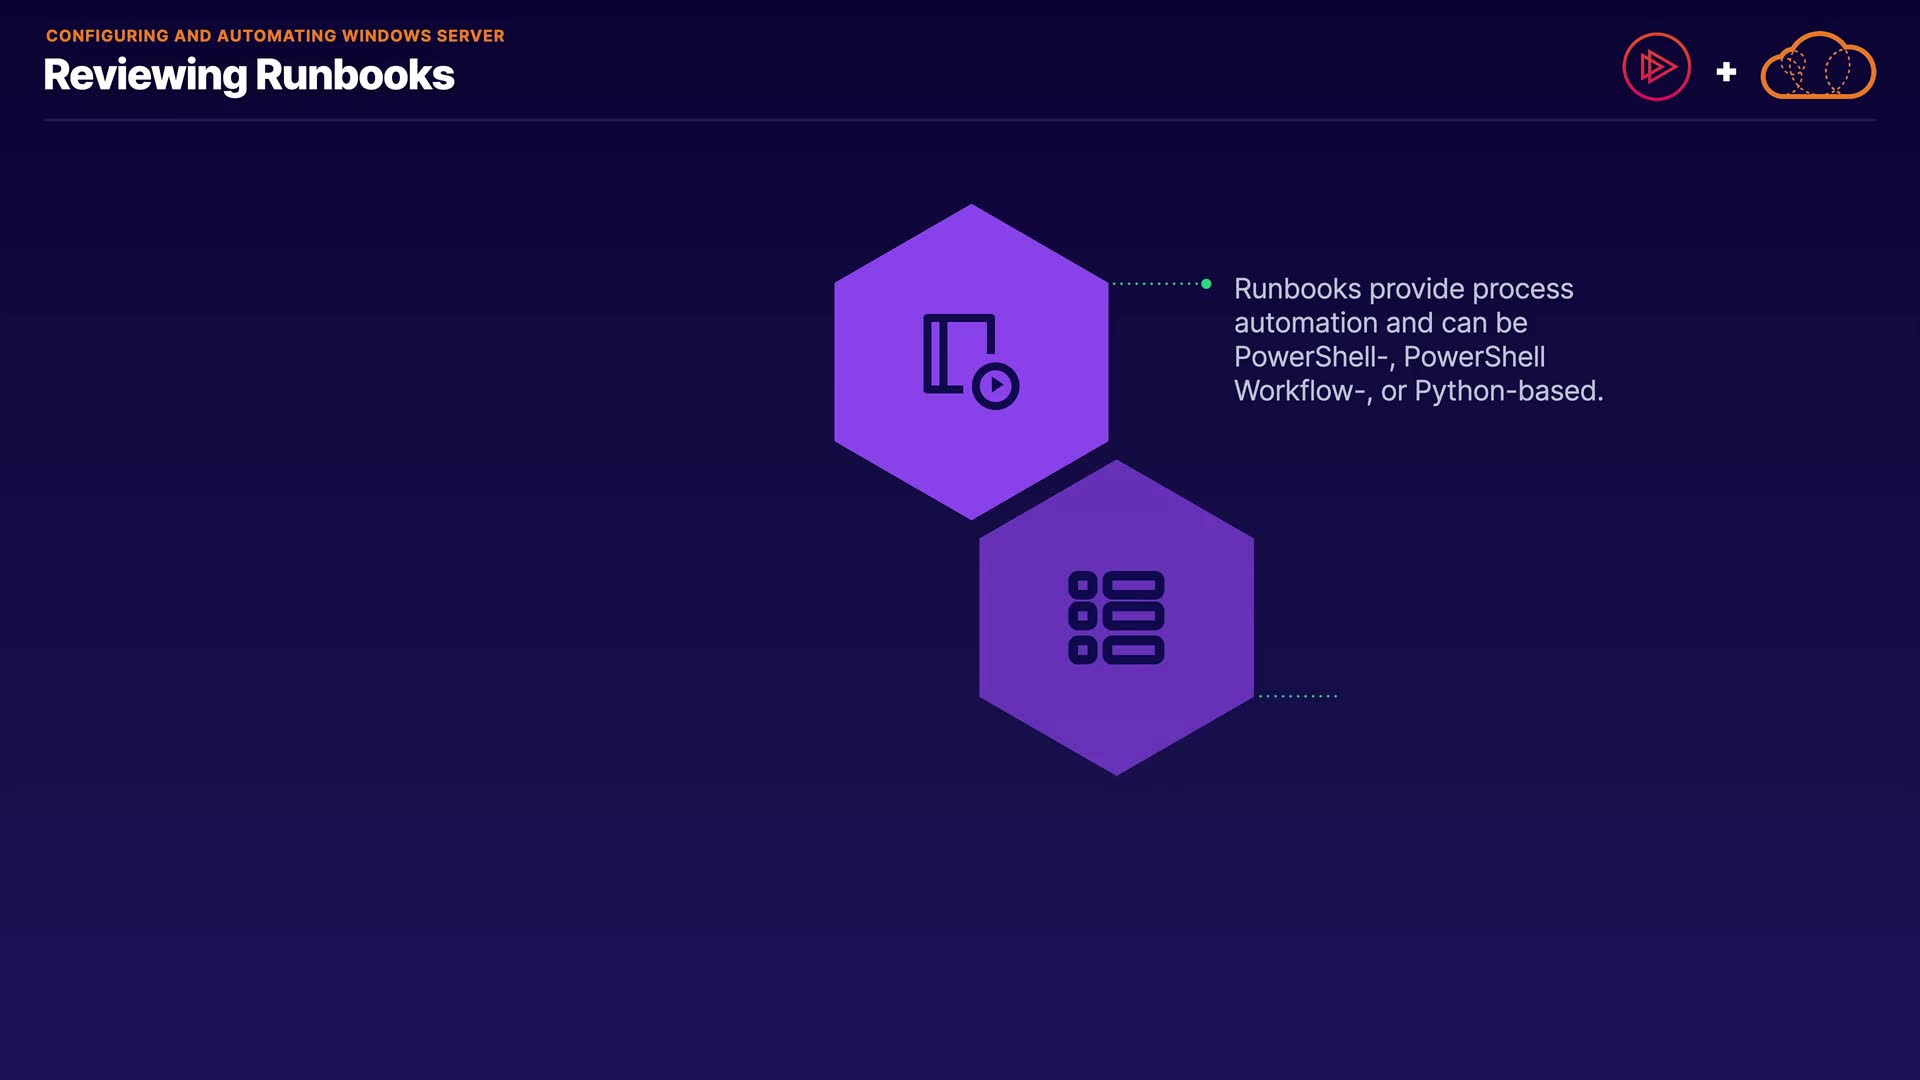 CONFIGURING AND AUTOMATING WINDOWS SERVER
Reviewing Runbooks
Runbooks provide process
automation and can be
PowerShell-, PowerShell
Workflow-, or Python-based.